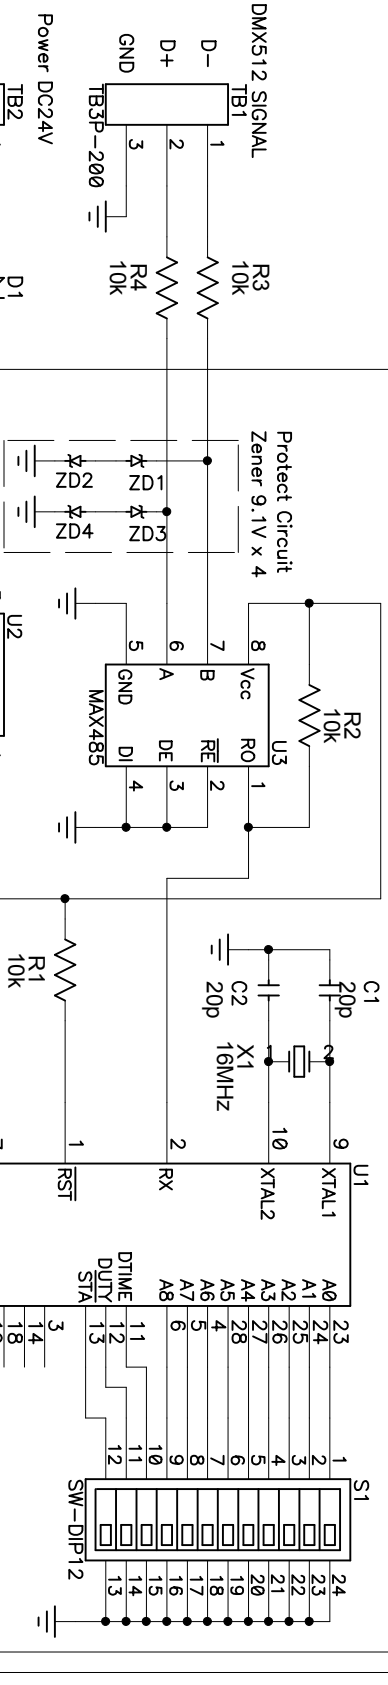 DMX512 SIGNAL
TB1
D-
D+
GND
1
2
3
TB3P-200
Power DC24V
TB2
R3
10k
R4
10k
D1
Protect Circuit
Zener 9.1V x 4
ZD1
ZD2
ZD3
ZD4
U2
R2
10k
U3
8
7
6
5
Vcc
B
A
GND
MAX485
RO
RE
DE
DI
1
2
3
4
R1
10k
C1
20p
C2
20p
X1
16MHz
1
2
9
10
2
1
U1
XTAL1
XTAL2
RX
RST
A0
A1
A2
A3
A4
A5
A6
A7
A8
DTIME
DUTY
STA
23
24
25
26
27
28
4
5
6
11
12
13
3
14
18
S1
1
2
3
4
5
6
7
8
9
10
11
12
SW-DIP12
24
23
22
21
20
19
18
17
16
15
14
13